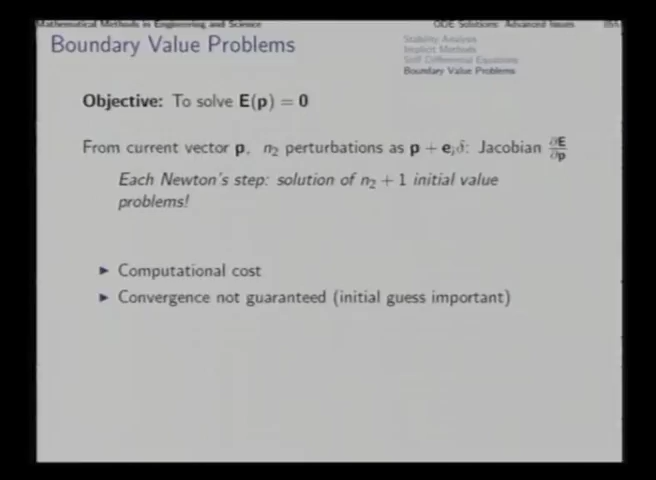 Mathematical Methods in Engineering and Science
ODE Solutions: Advanced Issues
Boundary Value Problems
Stability Analysis
Implicit Methods
Stiff Differential Equations
Boundary Value Problems
Objective: To solve E(p) = 0
From current vector p, n₂ perturbations as p + eᵢδ: Jacobian ∂E/∂p
Each Newton's step: solution of n₂ + 1 initial value
problems!
► Computational cost
► Convergence not guaranteed (initial guess important)